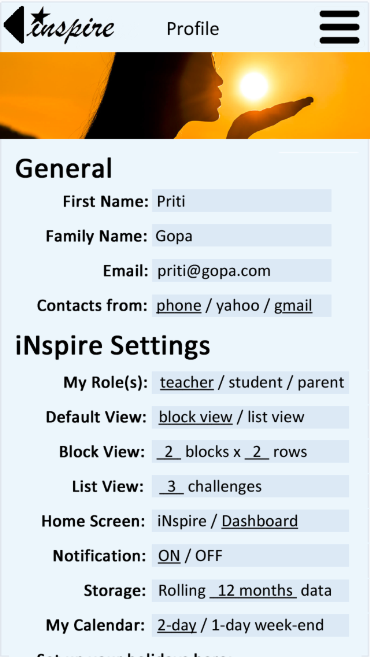 inspire
Profile
General
First Name: Priti
Family Name: Gopa
Email: priti@gopa.com
Contacts from: phone / yahoo / gmail
iNspire Settings
My Role(s): teacher / student / parent
Default View: block view / list view
Block View: 2 blocks x 2 rows
List View: 3 challenges
Home Screen: iNspire / Dashboard
Notification: ON / OFF
Storage: Rolling 12 months data
My Calendar: 2-day / 1-day week-end